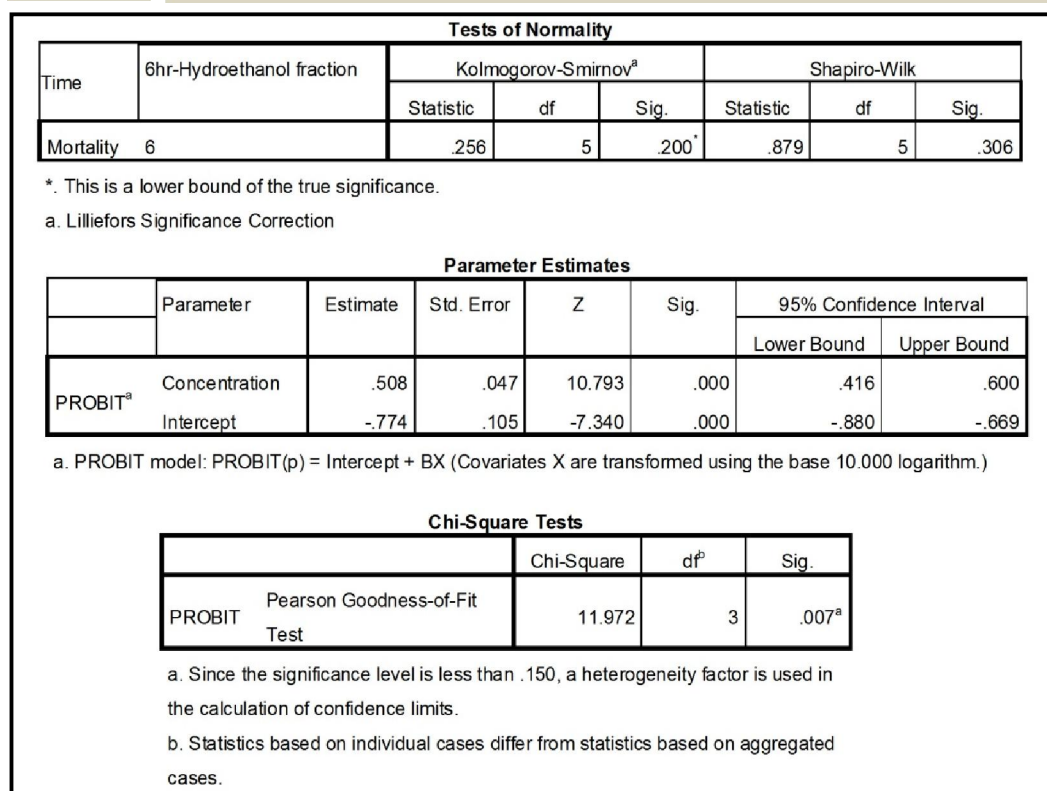 Tests of Normality
Time 6hr-Hydroethanol fraction Kolmogorov-Smirnovᵃ Shapiro-Wilk
Statistic df Sig. Statistic df Sig.
Mortality 6 .256 5 .200* .879 5 .306
*. This is a lower bound of the true significance.
a. Lilliefors Significance Correction
Parameter Estimates
Parameter Estimate Std. Error Z Sig. 95% Confidence Interval
Lower Bound Upper Bound
PROBITᵃ Concentration .508 .047 10.793 .000 .416 .600
Intercept -.774 .105 -7.340 .000 -.880 -.669
a. PROBIT model: PROBIT(p) = Intercept + BX (Covariates X are transformed using the base 10.000 logarithm.)
Chi-Square Tests
Chi-Square dfᵇ Sig.
PROBIT Pearson Goodness-of-Fit Test 11.972 3 .007ᵃ
a. Since the significance level is less than .150, a heterogeneity factor is used in
the calculation of confidence limits.
b. Statistics based on individual cases differ from statistics based on aggregated
cases.